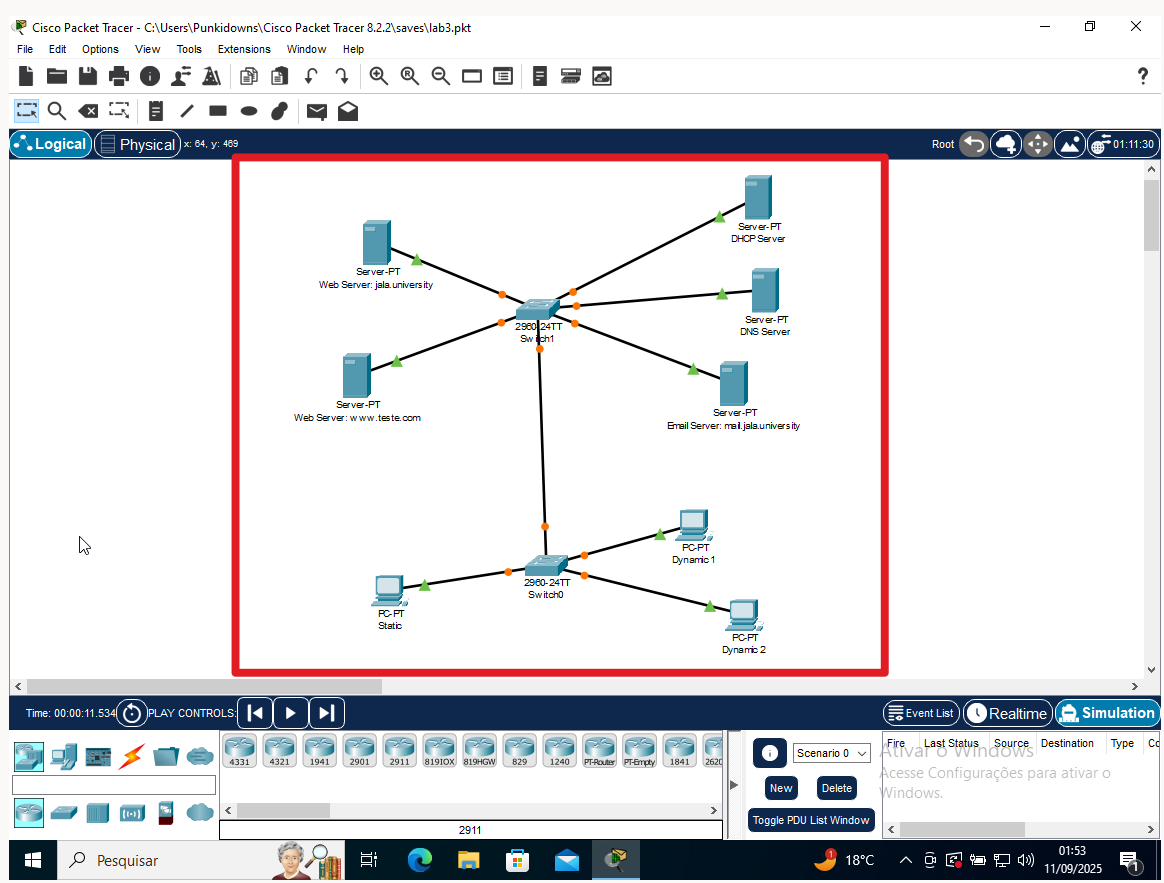 Cisco Packet Tracer - C:\Users\Punkidowns\Cisco Packet Tracer 8.2.2\saves\lab3.pkt
File Edit Options View Tools Extensions Window Help
Logical Physical x: 64, y: 469 Root 01:11:30
Server-PT
DHCP Server
Server-PT
Web Server: jala.university
Server-PT
DNS Server
2960-24TT
Switch1
Server-PT
Web Server: www.teste.com
Server-PT
Email Server: mail.jala.university
PC-PT
Dynamic 1
2960-24TT
Switch0
PC-PT
Static
PC-PT
Dynamic 2
Time: 00:00:11.534 PLAY CONTROLS: Event List Realtime Simulation
4331 4321 1941 2901 2911 819IOX 819HGW 829 1240 PT-Router PT-Empty 1841 2620
2911
Scenario 0
New Delete
Toggle PDU List Window
Fire Last Status Source Destination Type Co
Ativar o Windows
Acesse Configurações para ativar o
Windows.
Pesquisar
1 18°C
01:53
11/09/2025
1